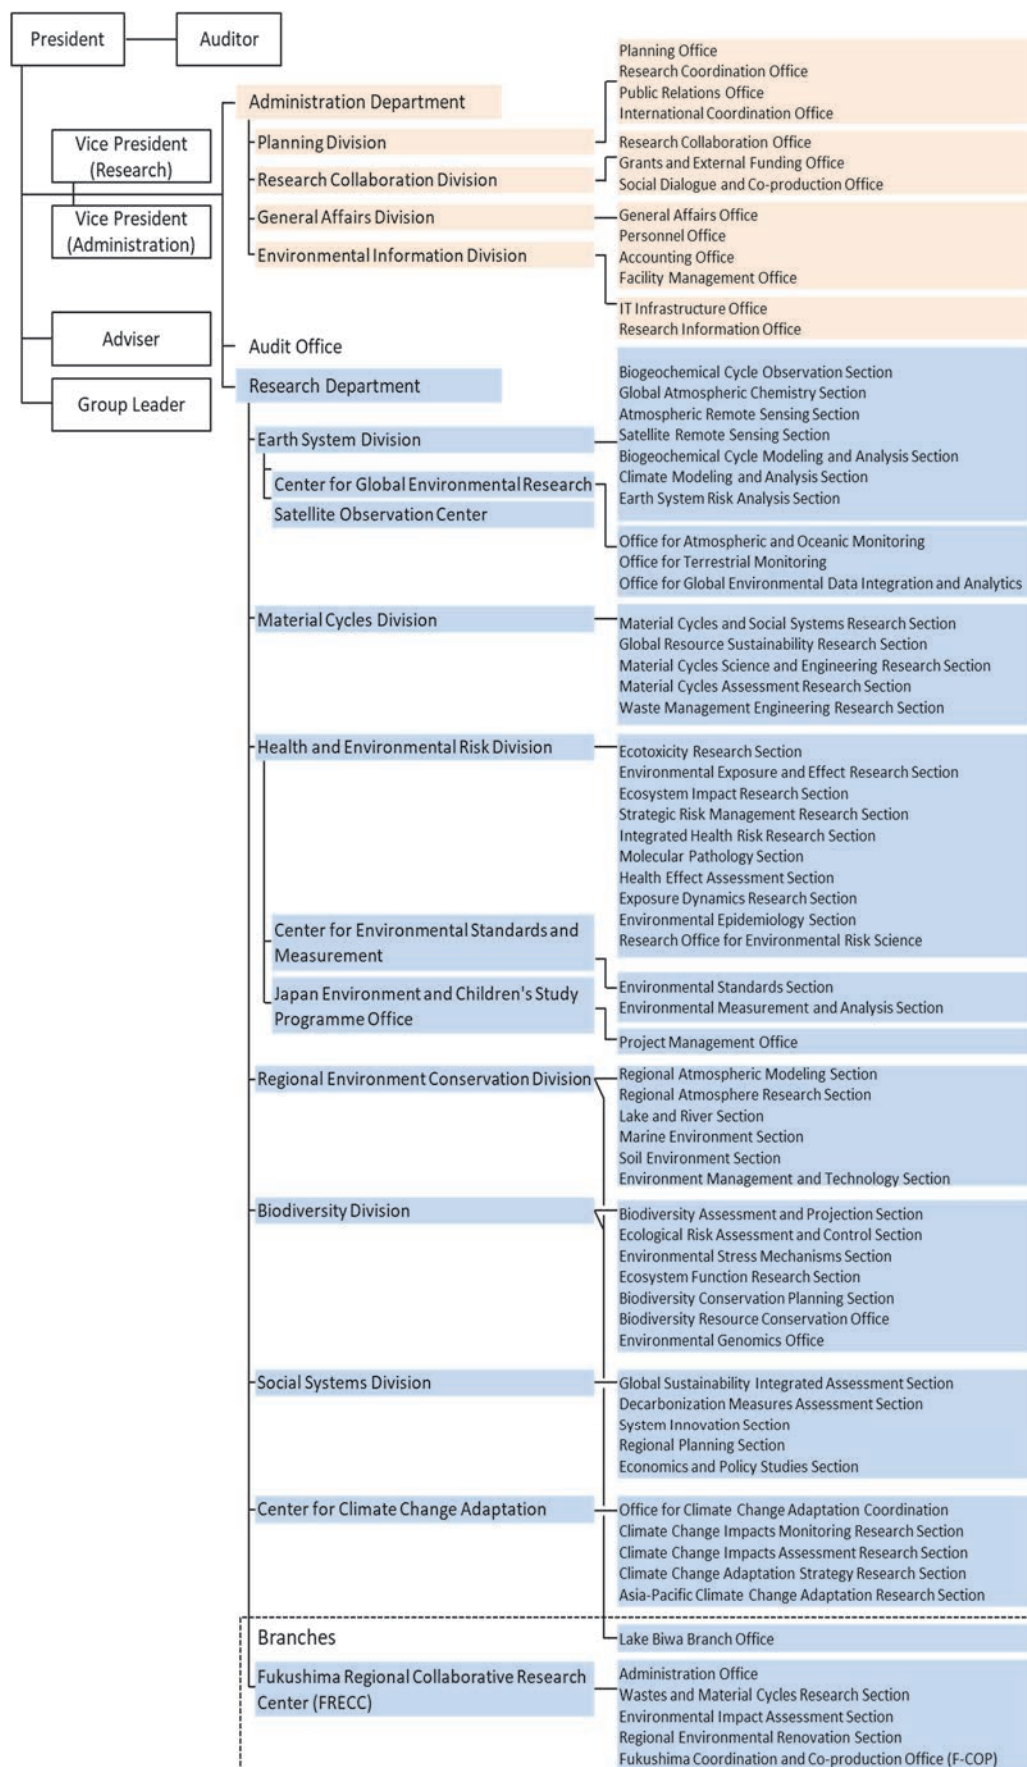 President
Auditor
Vice President
(Research)
Vice President
(Administration)
Adviser
Group Leader
Administration Department
Planning Division
Planning Office
Research Coordination Office
Public Relations Office
International Coordination Office
Research Collaboration Division
Research Collaboration Office
Grants and External Funding Office
Social Dialogue and Co-production Office
General Affairs Division
General Affairs Office
Personnel Office
Accounting Office
Facility Management Office
Environmental Information Division
IT Infrastructure Office
Research Information Office
Audit Office
Research Department
Earth System Division
Biogeochemical Cycle Observation Section
Global Atmospheric Chemistry Section
Atmospheric Remote Sensing Section
Satellite Remote Sensing Section
Biogeochemical Cycle Modeling and Analysis Section
Climate Modeling and Analysis Section
Earth System Risk Analysis Section
Center for Global Environmental Research
Satellite Observation Center
Office for Atmospheric and Oceanic Monitoring
Office for Terrestrial Monitoring
Office for Global Environmental Data Integration and Analytics
Material Cycles Division
Material Cycles and Social Systems Research Section
Global Resource Sustainability Research Section
Material Cycles Science and Engineering Research Section
Material Cycles Assessment Research Section
Waste Management Engineering Research Section
Health and Environmental Risk Division
Ecotoxicity Research Section
Environmental Exposure and Effect Research Section
Ecosystem Impact Research Section
Strategic Risk Management Research Section
Integrated Health Risk Research Section
Molecular Pathology Section
Health Effect Assessment Section
Exposure Dynamics Research Section
Environmental Epidemiology Section
Research Office for Environmental Risk Science
Center for Environmental Standards and
Measurement
Environmental Standards Section
Environmental Measurement and Analysis Section
Japan Environment and Children's Study
Programme Office
Project Management Office
Regional Environment Conservation Division
Regional Atmospheric Modeling Section
Regional Atmosphere Research Section
Lake and River Section
Marine Environment Section
Soil Environment Section
Environment Management and Technology Section
Biodiversity Division
Biodiversity Assessment and Projection Section
Ecological Risk Assessment and Control Section
Environmental Stress Mechanisms Section
Ecosystem Function Research Section
Biodiversity Conservation Planning Section
Biodiversity Resource Conservation Office
Environmental Genomics Office
Social Systems Division
Global Sustainability Integrated Assessment Section
Decarbonization Measures Assessment Section
System Innovation Section
Regional Planning Section
Economics and Policy Studies Section
Center for Climate Change Adaptation
Office for Climate Change Adaptation Coordination
Climate Change Impacts Monitoring Research Section
Climate Change Impacts Assessment Research Section
Climate Change Adaptation Strategy Research Section
Asia-Pacific Climate Change Adaptation Research Section
Branches
Lake Biwa Branch Office
Fukushima Regional Collaborative Research
Center (FRECC)
Administration Office
Wastes and Material Cycles Research Section
Environmental Impact Assessment Section
Regional Environmental Renovation Section
Fukushima Coordination and Co-production Office (F-COP)